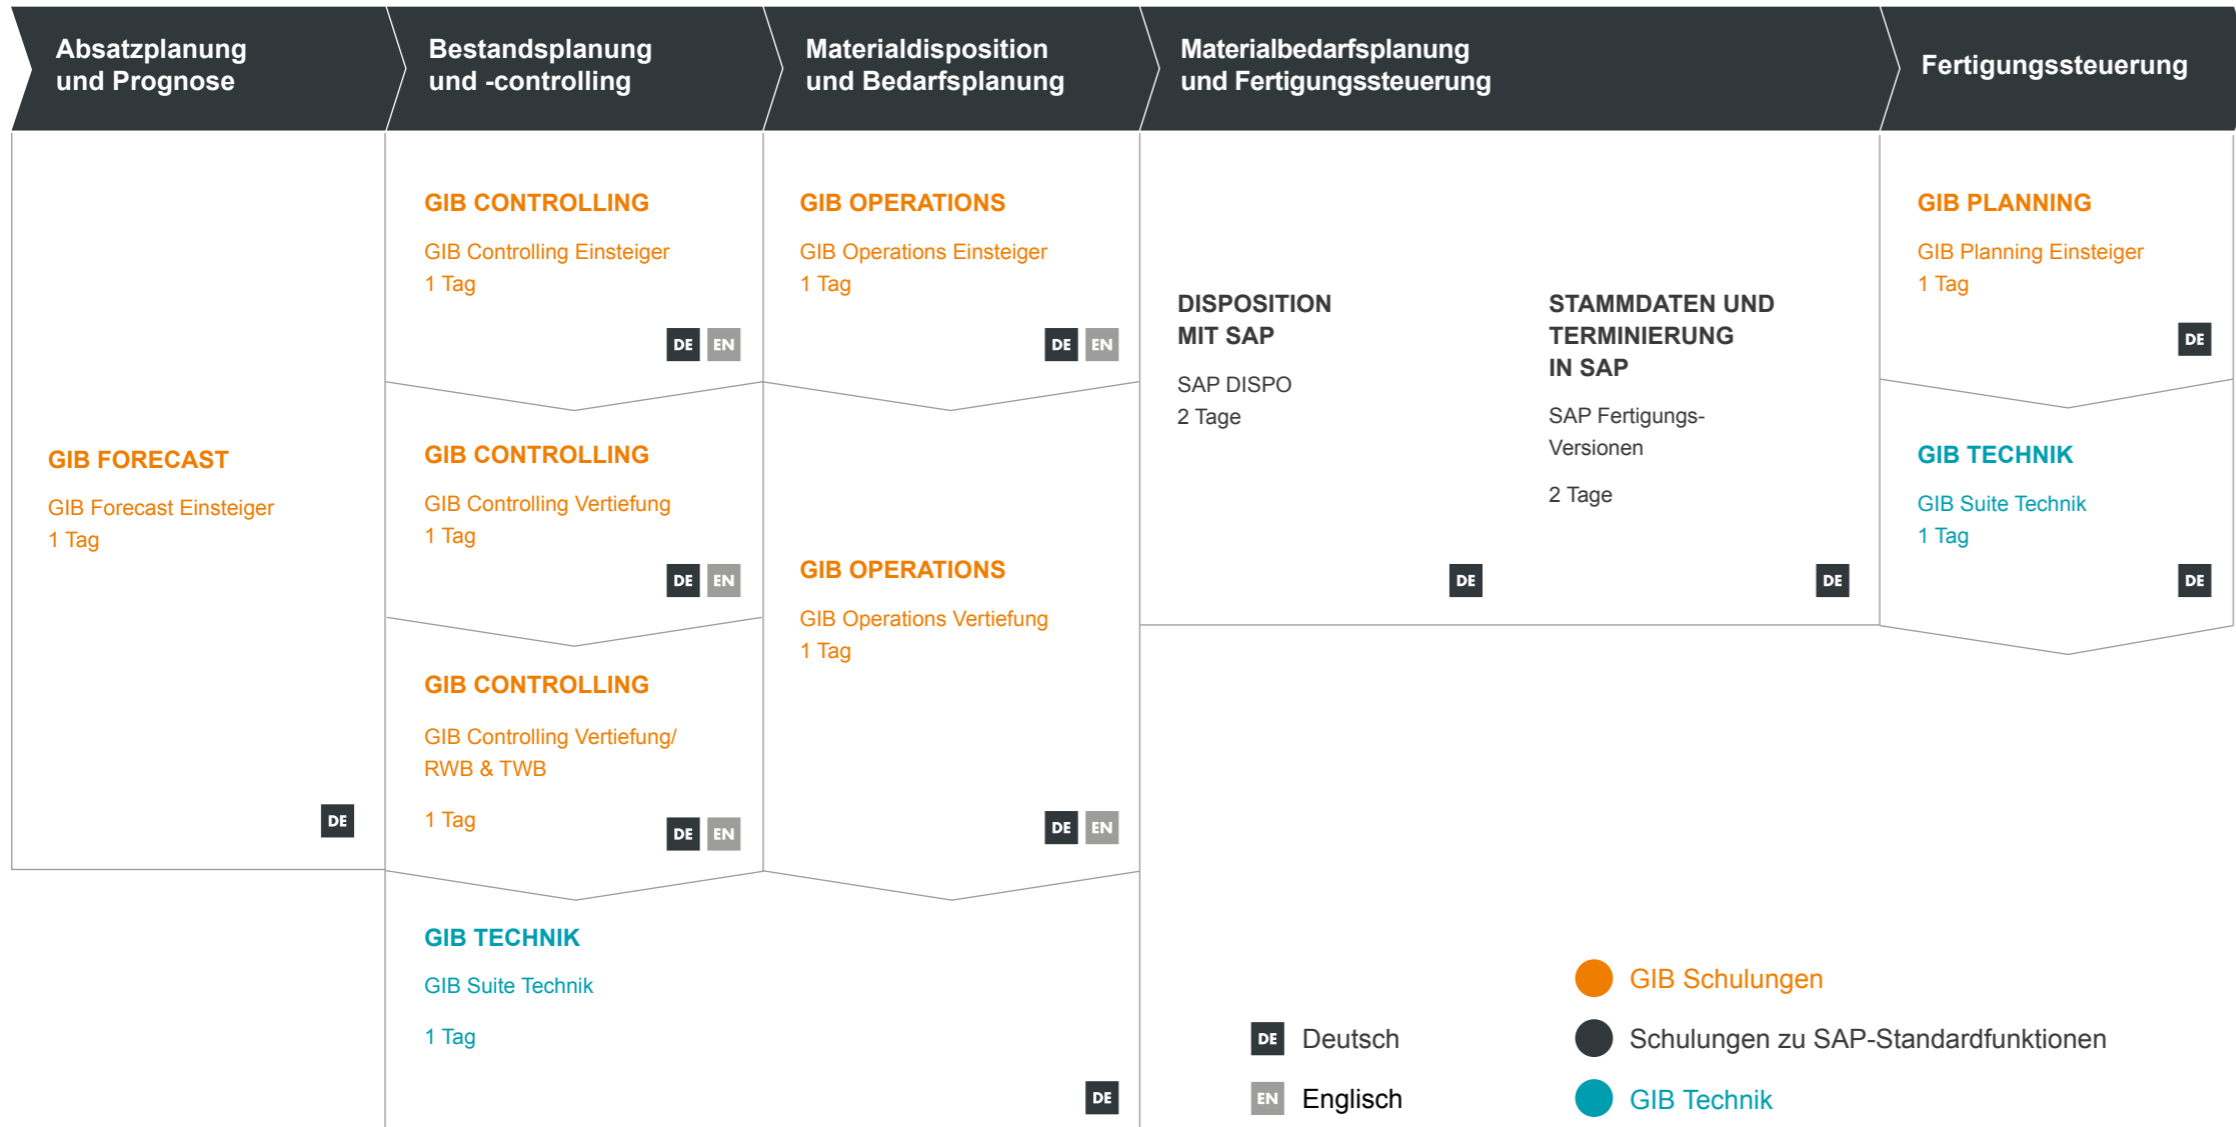 Absatzplanung
und Prognose
Bestandsplanung
und -controlling
Materialdisposition
und Bedarfsplanung
Materialbedarfsplanung
und Fertigungssteuerung
Fertigungssteuerung
GIB FORECAST
GIB Forecast Einsteiger
1 Tag
DE
GIB CONTROLLING
GIB Controlling Einsteiger
1 Tag
DE EN
GIB CONTROLLING
GIB Controlling Vertiefung
1 Tag
DE EN
GIB CONTROLLING
GIB Controlling Vertiefung/
RWB & TWB
1 Tag
DE EN
GIB OPERATIONS
GIB Operations Einsteiger
1 Tag
DE EN
GIB OPERATIONS
GIB Operations Vertiefung
1 Tag
DE EN
GIB TECHNIK
GIB Suite Technik
1 Tag
DE
DISPOSITION
MIT SAP
SAP DISPO
2 Tage
DE
STAMMDATEN UND
TERMINIERUNG
IN SAP
SAP Fertigungs-
Versionen
2 Tage
DE
GIB PLANNING
GIB Planning Einsteiger
1 Tag
DE
GIB TECHNIK
GIB Suite Technik
1 Tag
DE
DE Deutsch
EN Englisch
GIB Schulungen
Schulungen zu SAP-Standardfunktionen
GIB Technik